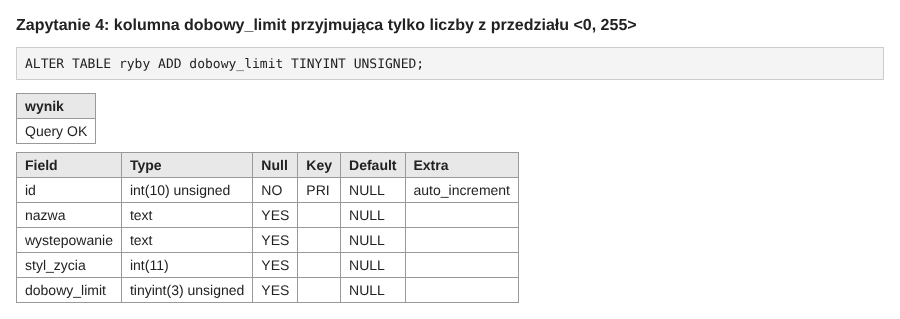 Zapytanie 4: kolumna dobowy_limit przyjmująca tylko liczby z przedziału <0, 255>
ALTER TABLE ryby ADD dobowy_limit TINYINT UNSIGNED;
wynik
Query OK
Field Type Null Key Default Extra
id int(10) unsigned NO PRI NULL auto_increment
nazwa text YES NULL
wystepowanie text YES NULL
styl_zycia int(11) YES NULL
dobowy_limit tinyint(3) unsigned YES NULL